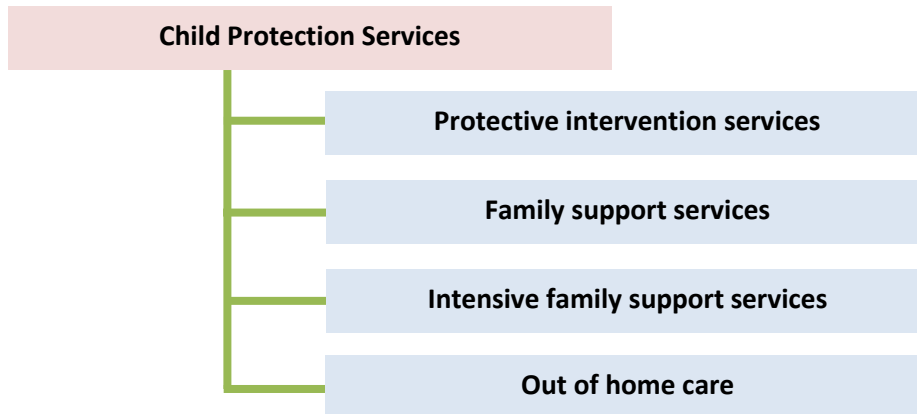 Child Protection Services
Protective intervention services
Family support services
Intensive family support services
Out of home care